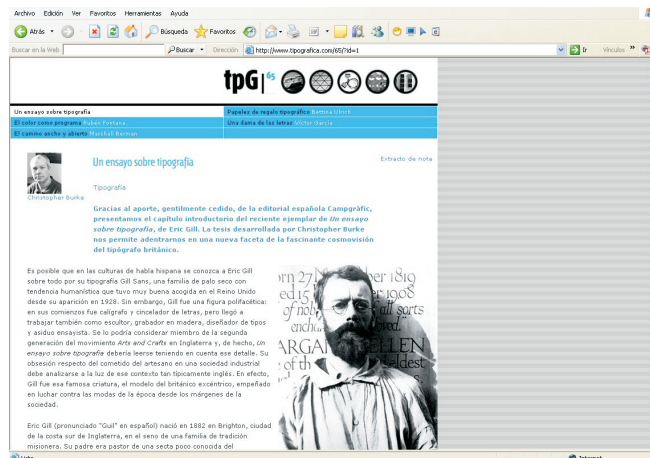 Archivo Edición Ver Favoritos Herramientas Ayuda
Atrás Búsqueda Favoritos
Buscar en la Web Buscar Dirección http://www.tipografica.com/65/?id=1 Ir Vínculos
tpG 65
Un ensayo sobre tipografía Papeles de regalo tipográfico Bettina Ulrich
El color como programa Rubén Fontana Una dama de las letras Víctor García
El camino ancho y abierto Marshall Berman
Un ensayo sobre tipografía Extracto de nota
Tipografía
Christopher Burke
Gracias al aporte, gentilmente cedido, de la editorial española Campgràfic,
presentamos el capítulo introductorio del reciente ejemplar de Un ensayo
sobre tipografía, de Eric Gill. La tesis desarrollada por Christopher Burke
nos permite adentrarnos en una nueva faceta de la fascinante cosmovisión
del tipógrafo británico.
Es posible que en las culturas de habla hispana se conozca a Eric Gill
sobre todo por su tipografía Gill Sans, una familia de palo seco con
tendencia humanística que tuvo muy buena acogida en el Reino Unido
desde su aparición en 1928. Sin embargo, Gill fue una figura polifacética:
en sus comienzos fue calígrafo y cincelador de letras, pero llegó a
trabajar también como escultor, grabador en madera, diseñador de tipos
y asiduo ensayista. Se lo podría considerar miembro de la segunda
generación del movimiento Arts and Crafts en Inglaterra y, de hecho, Un
ensayo sobre tipografía debería leerse teniendo en cuenta ese detalle. Su
obsesión respecto del cometido del artesano en una sociedad industrial
debe analizarse a la luz de ese contexto tan típicamente inglés. En efecto,
Gill fue esa famosa criatura, el modelo del británico excéntrico, empeñado
en luchar contra las modas de la época desde los márgenes de la
sociedad.
Eric Gill (pronunciado "Guil" en español) nació en 1882 en Brighton, ciudad
de la costa sur de Inglaterra, en el seno de una familia de tradición
misionera. Su padre era pastor de una secta poco conocida del
Listo Internet